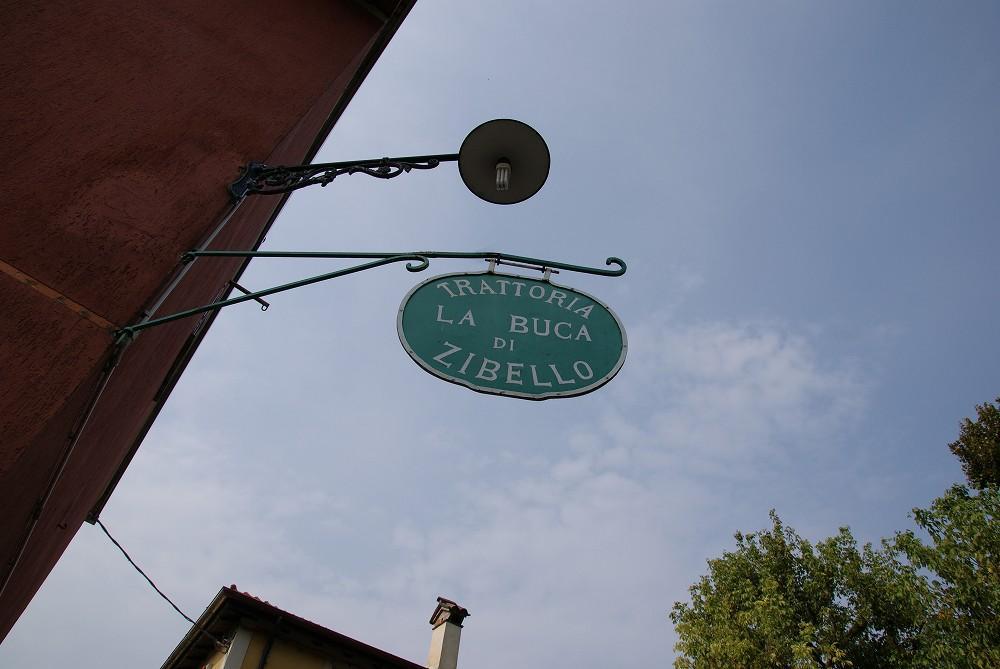 TRATTORIA
LA BUCA
DI
ZIBELLO